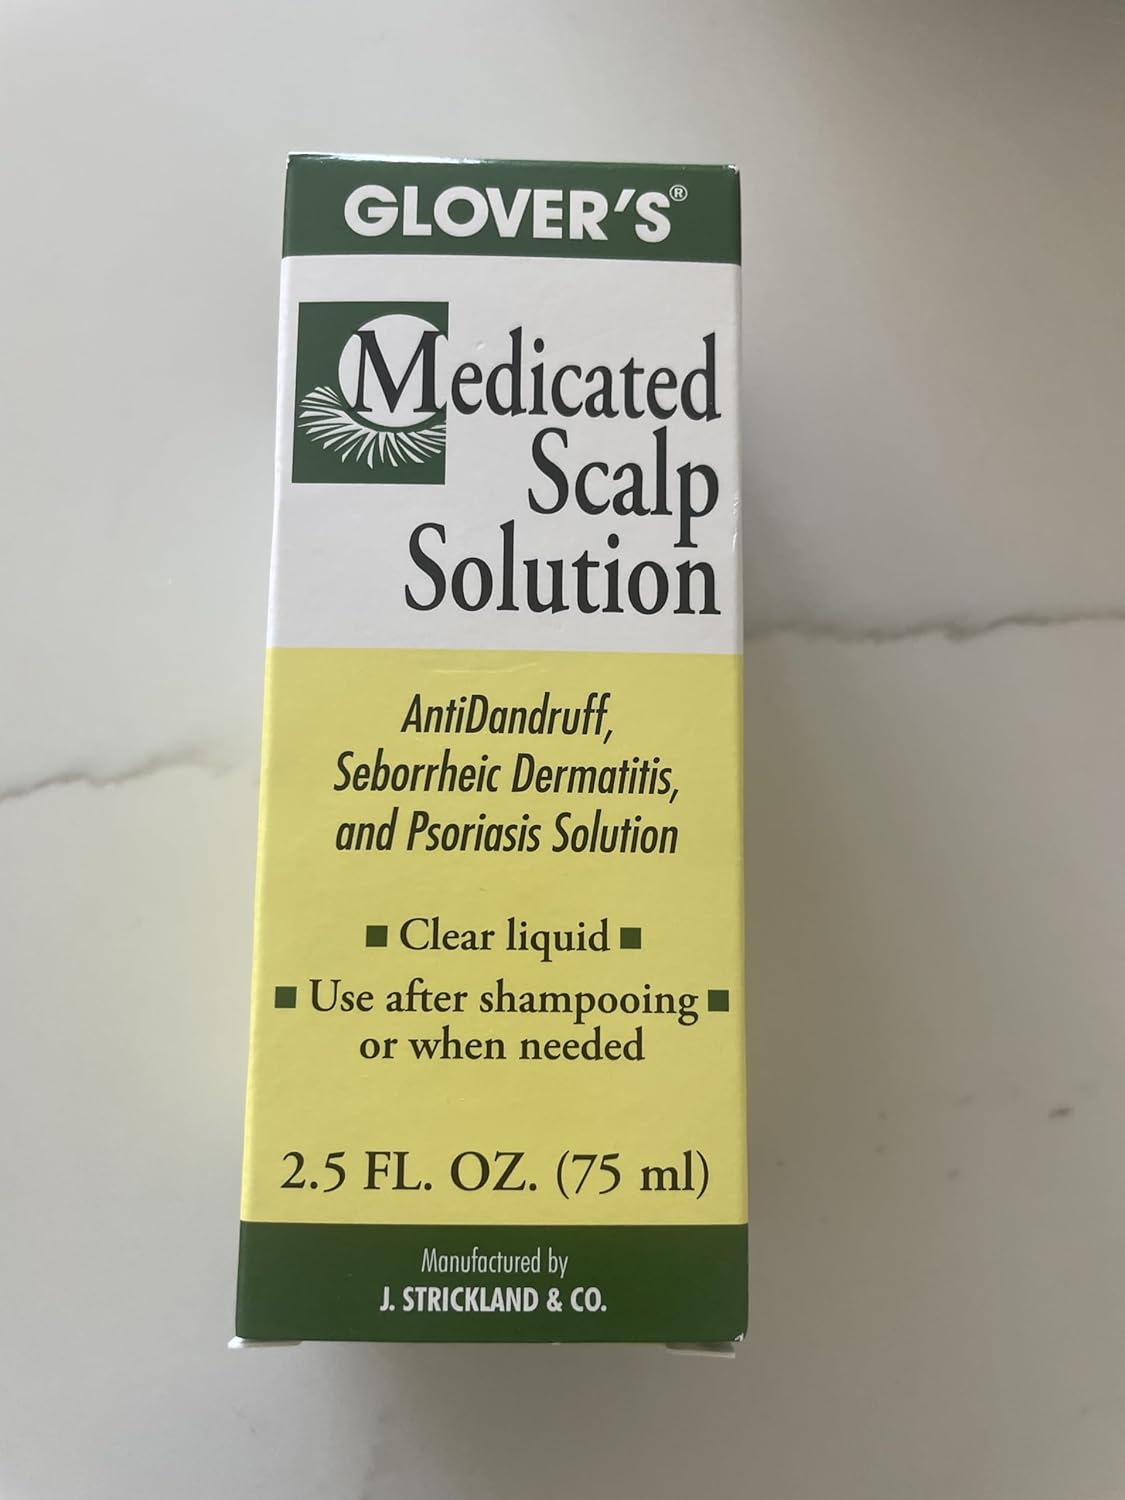 GLOVER'S®
Medicated
Scalp
Solution
AntiDandruff,
Seborrheic Dermatitis,
and Psoriasis Solution
■ Clear liquid ■
■ Use after shampooing ■
or when needed
2.5 FL. OZ. (75 ml)
Manufactured by
J. STRICKLAND & CO.